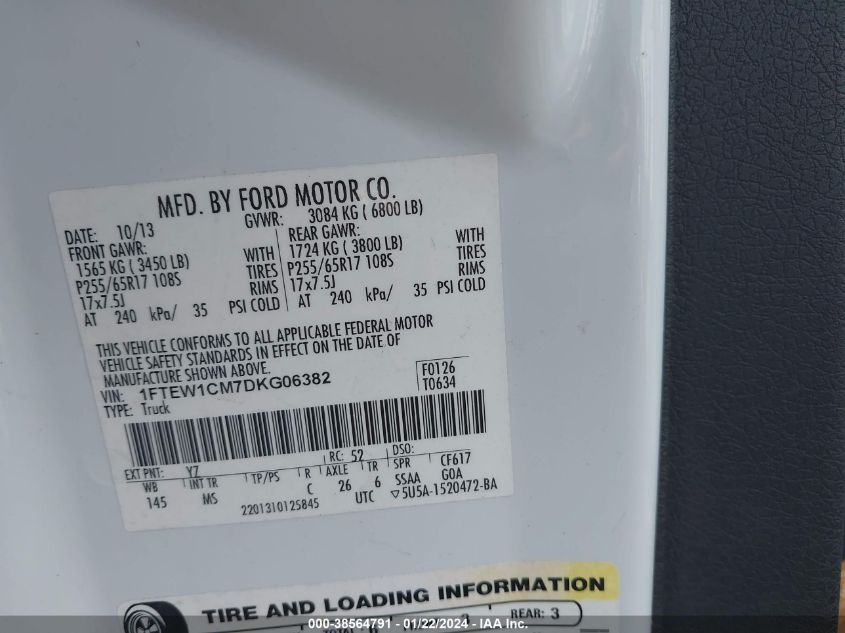 MFD. BY FORD MOTOR CO.
DATE: 10/13 GVWR: 3084 KG ( 6800 LB)
FRONT GAWR: REAR GAWR:
1565 KG ( 3450 LB) WITH 1724 KG ( 3800 LB) WITH
P255/65R17 108S TIRES P255/65R17 108S TIRES
17x7.5J RIMS 17x7.5J RIMS
AT 240 kPa/ 35 PSI COLD AT 240 kPa/ 35 PSI COLD
THIS VEHICLE CONFORMS TO ALL APPLICABLE FEDERAL MOTOR
VEHICLE SAFETY STANDARDS IN EFFECT ON THE DATE OF
MANUFACTURE SHOWN ABOVE.
VIN: 1FTEW1CM7DKG06382 F0126
TYPE: Truck T0634
EXT PNT: YZ RC: 52 DSO:
WB INT TR TP/PS R AXLE TR SPR CF617
145 MS C 26 6 SSAA GOA
2201310125845 UTC ▽5U5A-1520472-BA
TIRE AND LOADING INFORMATION
REAR: 3
000-38564791 - 01/22/2024 - IAA Inc.